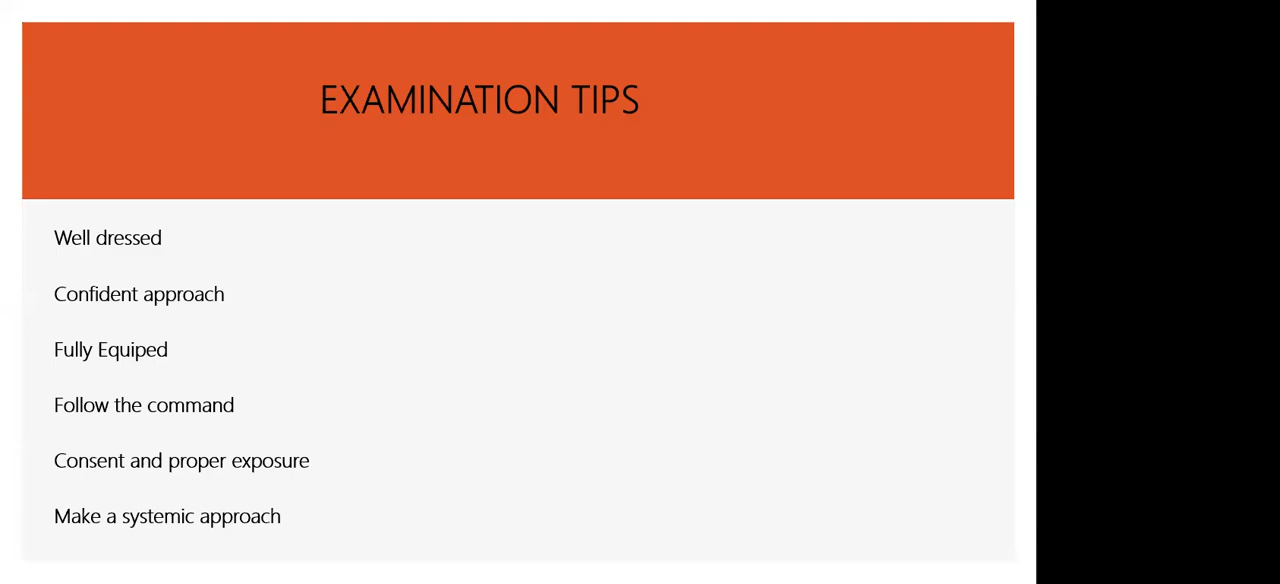 EXAMINATION TIPS
Well dressed
Confident approach
Fully Equiped
Follow the command
Consent and proper exposure
Make a systemic approach